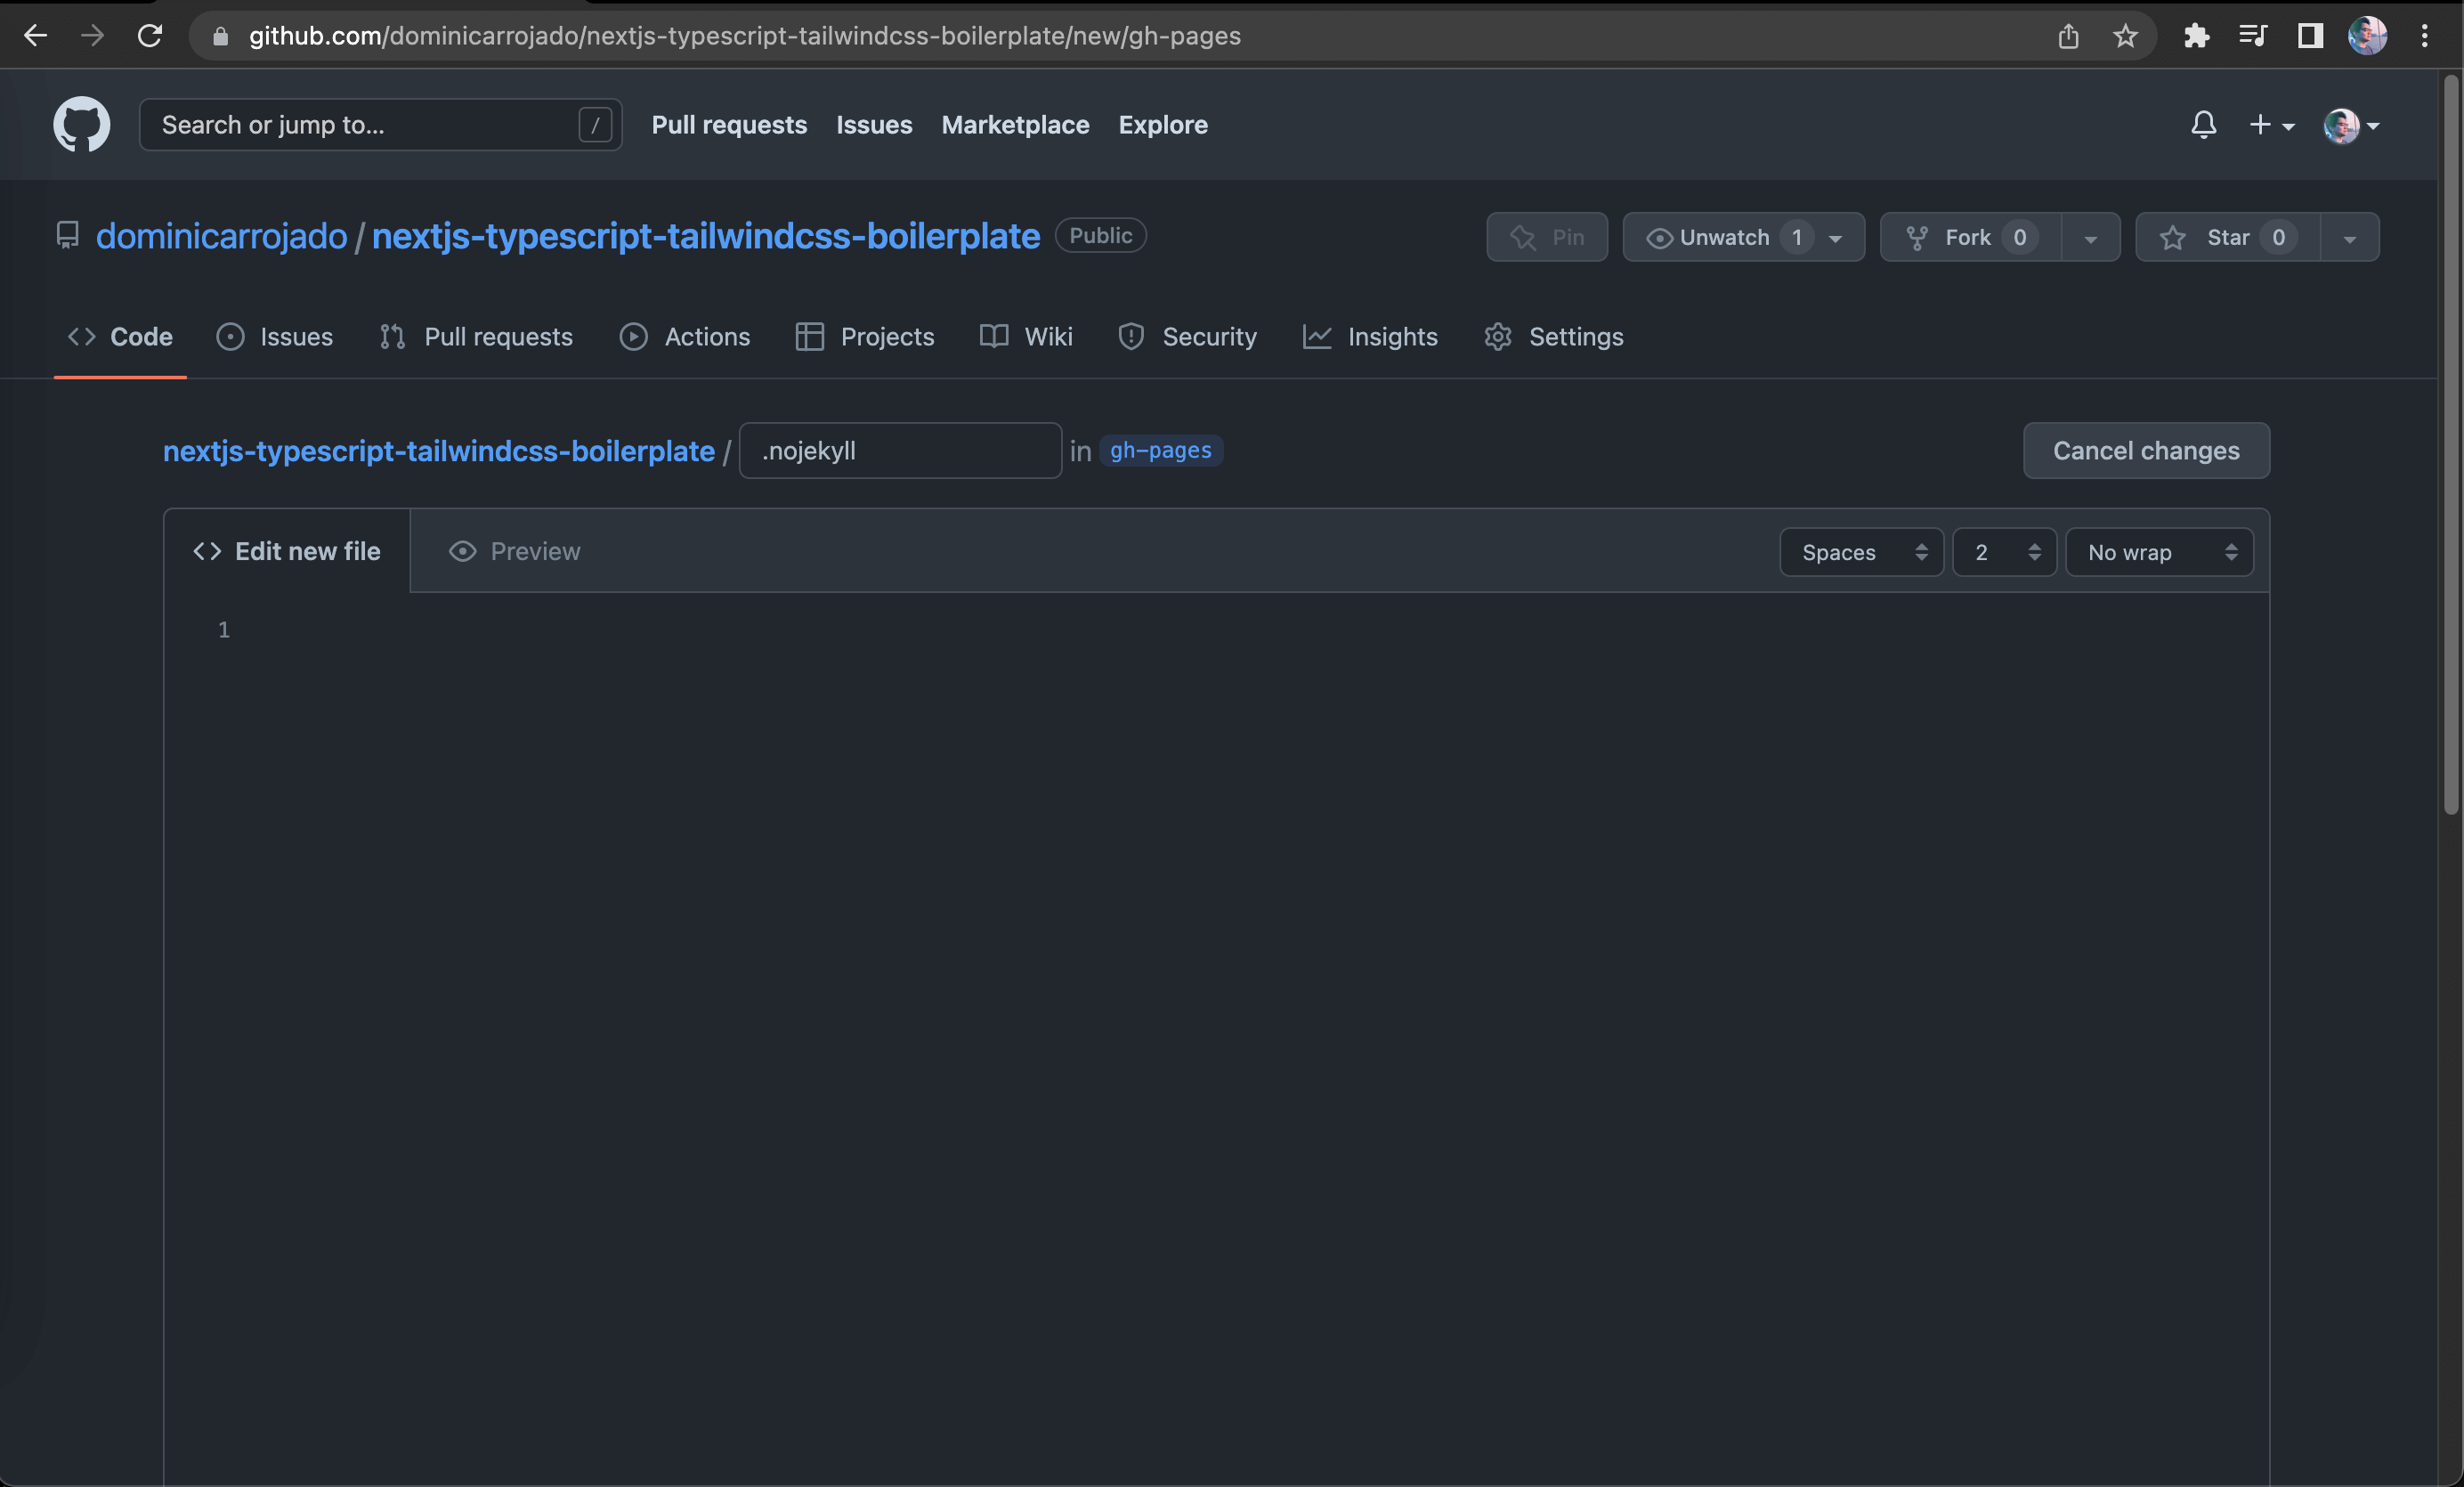 github.com/dominicarrojado/nextjs-typescript-tailwindcss-boilerplate/new/gh-pages
Search or jump to... / Pull requests Issues Marketplace Explore
dominicarrojado / nextjs-typescript-tailwindcss-boilerplate Public Pin Unwatch 1 Fork 0 Star 0
Code Issues Pull requests Actions Projects Wiki Security Insights Settings
nextjs-typescript-tailwindcss-boilerplate / .nojekyll in gh-pages Cancel changes
Edit new file Preview Spaces 2 No wrap
1